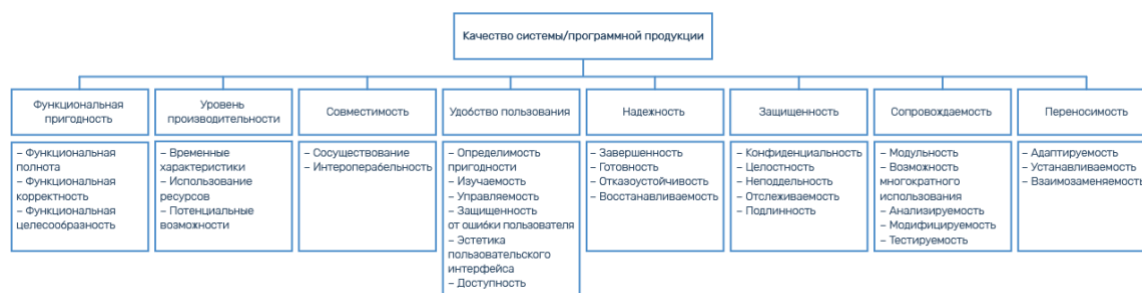 Качество системы/программной продукции
Функциональная
пригодность
Уровень
производительности
Совместимость
Удобство пользования
Надежность
Защищенность
Сопровождаемость
Переносимость
– Функциональная
полнота
– Функциональная
корректность
– Функциональная
целесообразность
– Временные
характеристики
– Использование
ресурсов
– Потенциальные
возможности
– Сосуществование
– Интероперабельность
– Определимость
пригодности
– Изучаемость
– Управляемость
– Защищенность
от ошибки пользователя
– Эстетика
пользовательского
интерфейса
– Доступность
– Завершенность
– Готовность
– Отказоустойчивость
– Восстанавливаемость
– Конфиденциальность
– Целостность
– Неподдельность
– Отслеживаемость
– Подлинность
– Модульность
– Возможность
многократного
использования
– Анализируемость
– Модифицируемость
– Тестируемость
– Адаптируемость
– Устанавливаемость
– Взаимозаменяемость